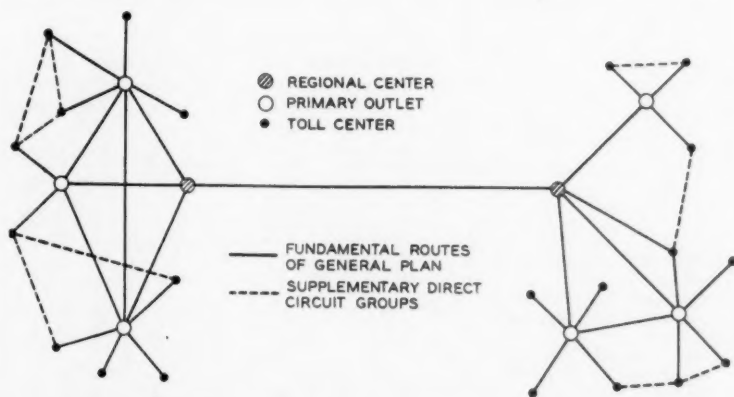 REGIONAL CENTER
PRIMARY OUTLET
TOLL CENTER
FUNDAMENTAL ROUTES
OF GENERAL PLAN
SUPPLEMENTARY DIRECT
CIRCUIT GROUPS